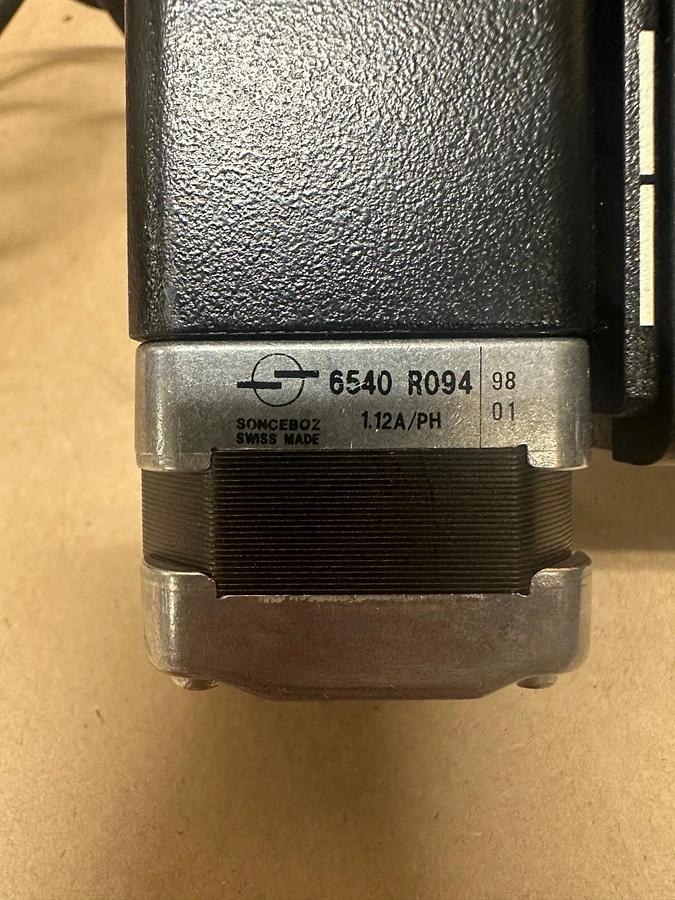 6540 R094
98
SONCEBOZ
1.12A/PH
01
SWISS MADE